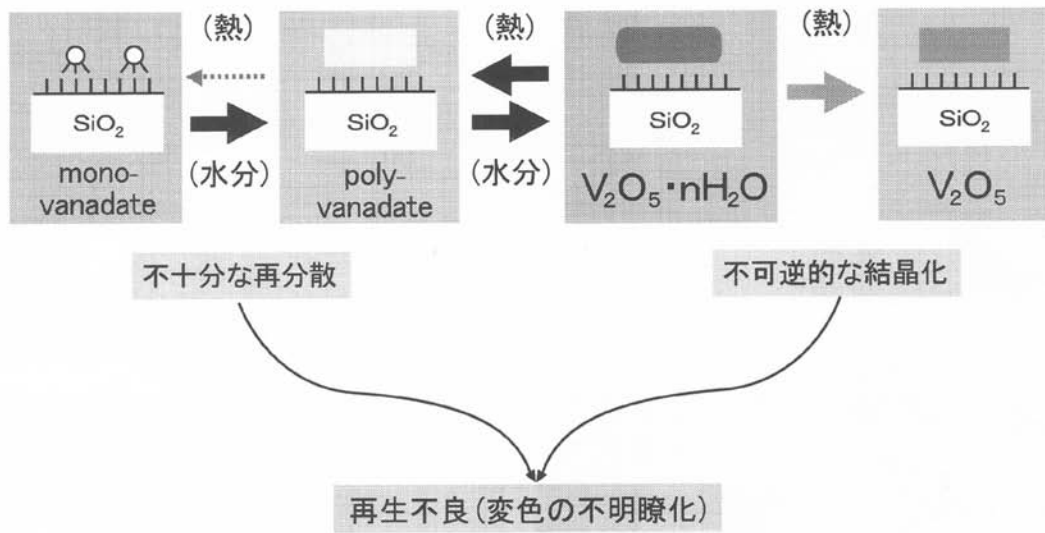 (熱)
(熱)
SiO₂
SiO₂
SiO₂
SiO₂
mono-
vanadate
(水分)
poly-
vanadate
(水分)
V₂O₅・nH₂O
V₂O₅
不十分な再分散
不可逆的な結晶化
再生不良(変色の不明瞭化)
(熱)